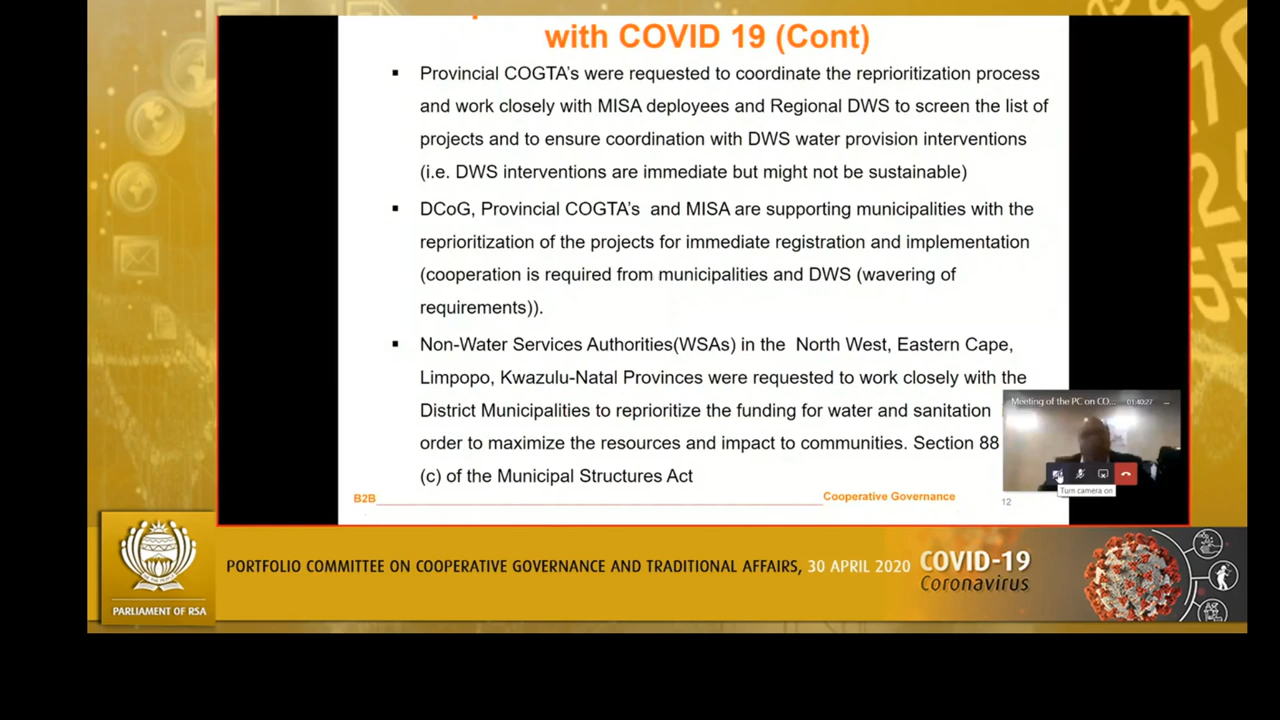 with COVID 19 (Cont)
▪ Provincial COGTA's were requested to coordinate the reprioritization process
and work closely with MISA deployees and Regional DWS to screen the list of
projects and to ensure coordination with DWS water provision interventions
(i.e. DWS interventions are immediate but might not be sustainable)
▪ DCoG, Provincial COGTA's and MISA are supporting municipalities with the
reprioritization of the projects for immediate registration and implementation
(cooperation is required from municipalities and DWS (wavering of
requirements)).
▪ Non-Water Services Authorities(WSAs) in the North West, Eastern Cape,
Limpopo, Kwazulu-Natal Provinces were requested to work closely with the
District Municipalities to reprioritize the funding for water and sanitation
order to maximize the resources and impact to communities. Section 88
(c) of the Municipal Structures Act
Meeting of the PC on CO... 01:40:27
Turn camera on
B2B Cooperative Governance 12
PORTFOLIO COMMITTEE ON COOPERATIVE GOVERNANCE AND TRADITIONAL AFFAIRS, 30 APRIL 2020
COVID-19
Coronavirus
PARLIAMENT OF RSA